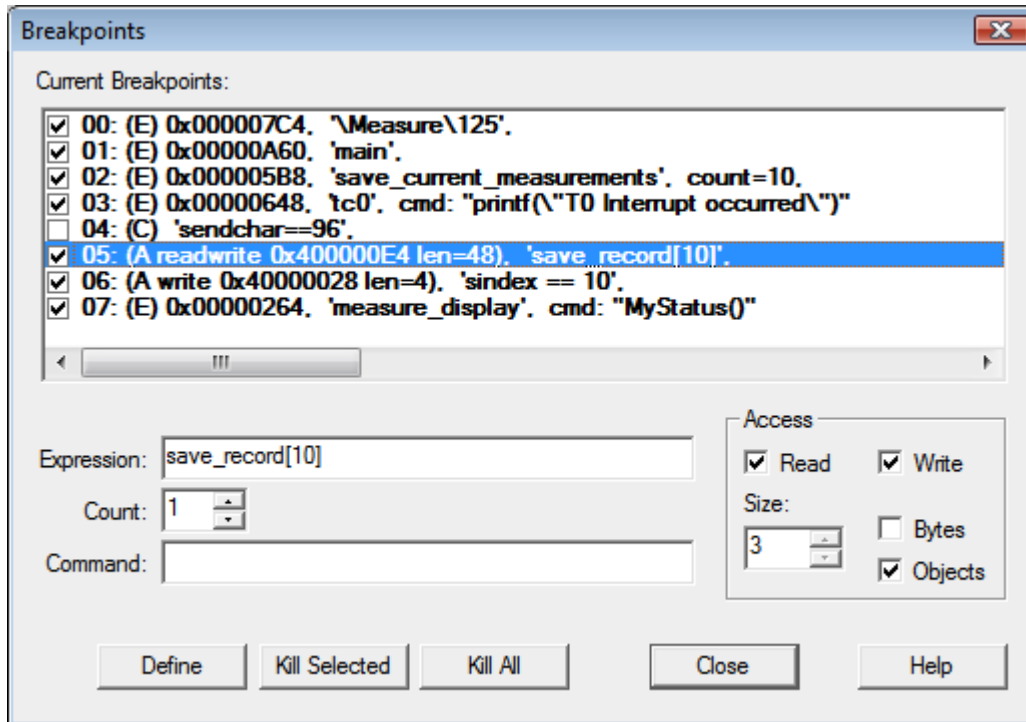 Breakpoints
Current Breakpoints:
00: (E) 0x000007C4, '\Measure\125',
01: (E) 0x00000A60, 'main',
02: (E) 0x000005B8, 'save_current_measurements', count=10,
03: (E) 0x00000648, 'tc0', cmd: "printf(\"T0 Interrupt occurred\")"
04: (C) 'sendchar==96',
05: (A readwrite 0x400000E4 len=48), 'save_record[10]',
06: (A write 0x40000028 len=4), 'sindex == 10',
07: (E) 0x00000264, 'measure_display', cmd: "MyStatus()"
Expression: save_record[10]
Count: 1
Command:
Access
Read Write
Size:
3
Bytes
Objects
Define Kill Selected Kill All Close Help